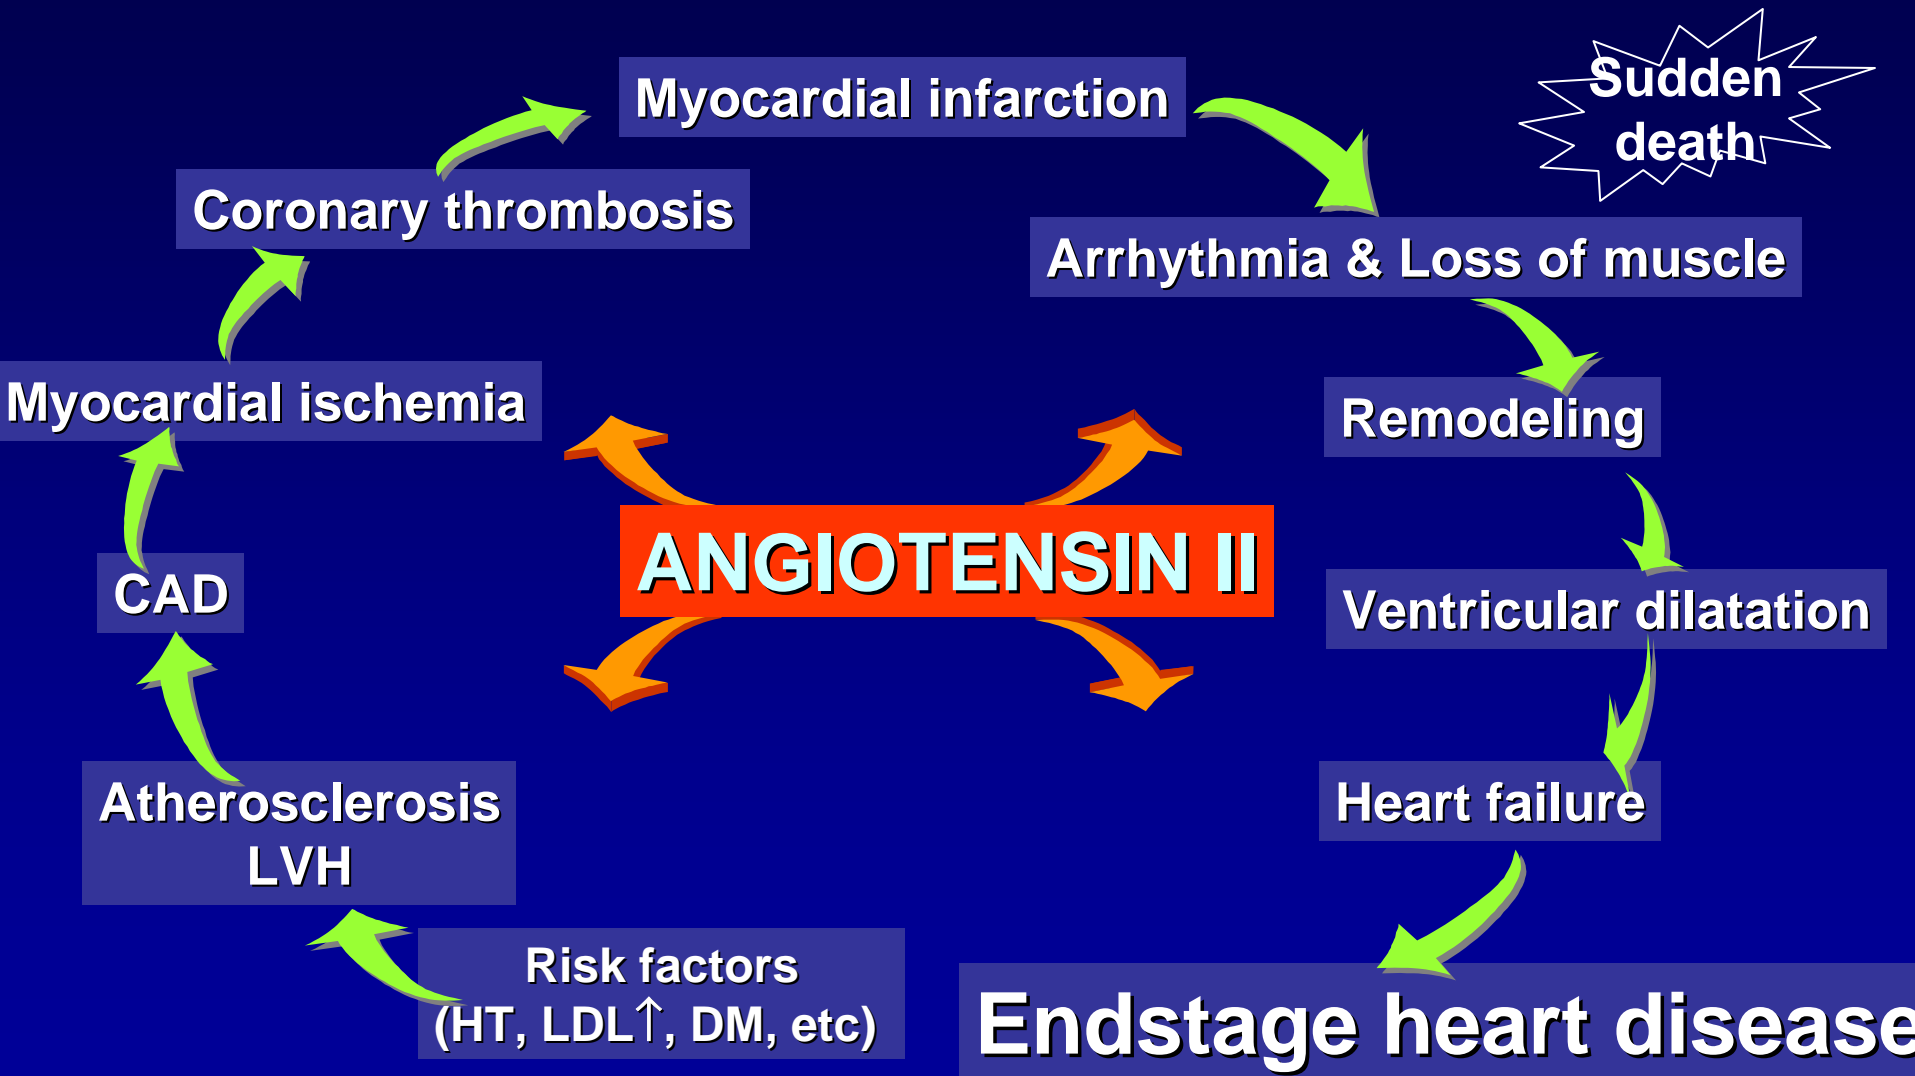 Sudden
death
Myocardial infarction
Coronary thrombosis
Arrhythmia & Loss of muscle
Myocardial ischemia
Remodeling
ANGIOTENSIN II
CAD
Ventricular dilatation
Atherosclerosis
LVH
Heart failure
Risk factors
(HT, LDL↑, DM, etc)
Endstage heart disease